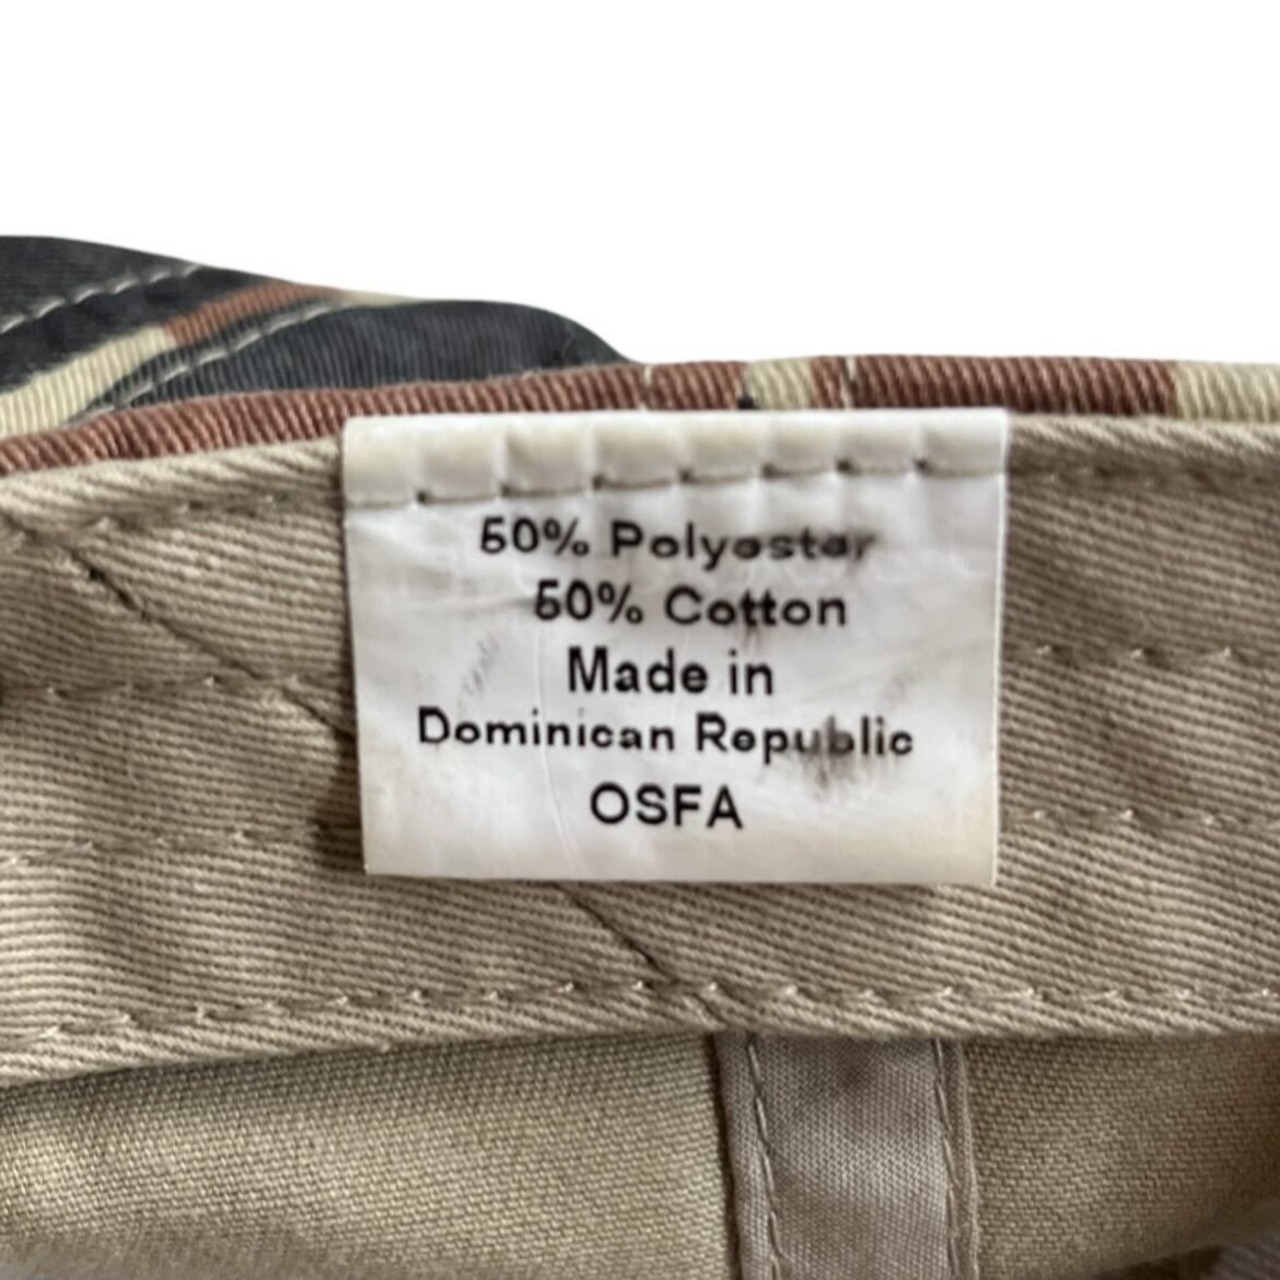 50% Polyester
50% Cotton
Made in
Dominican Republic
OSFA